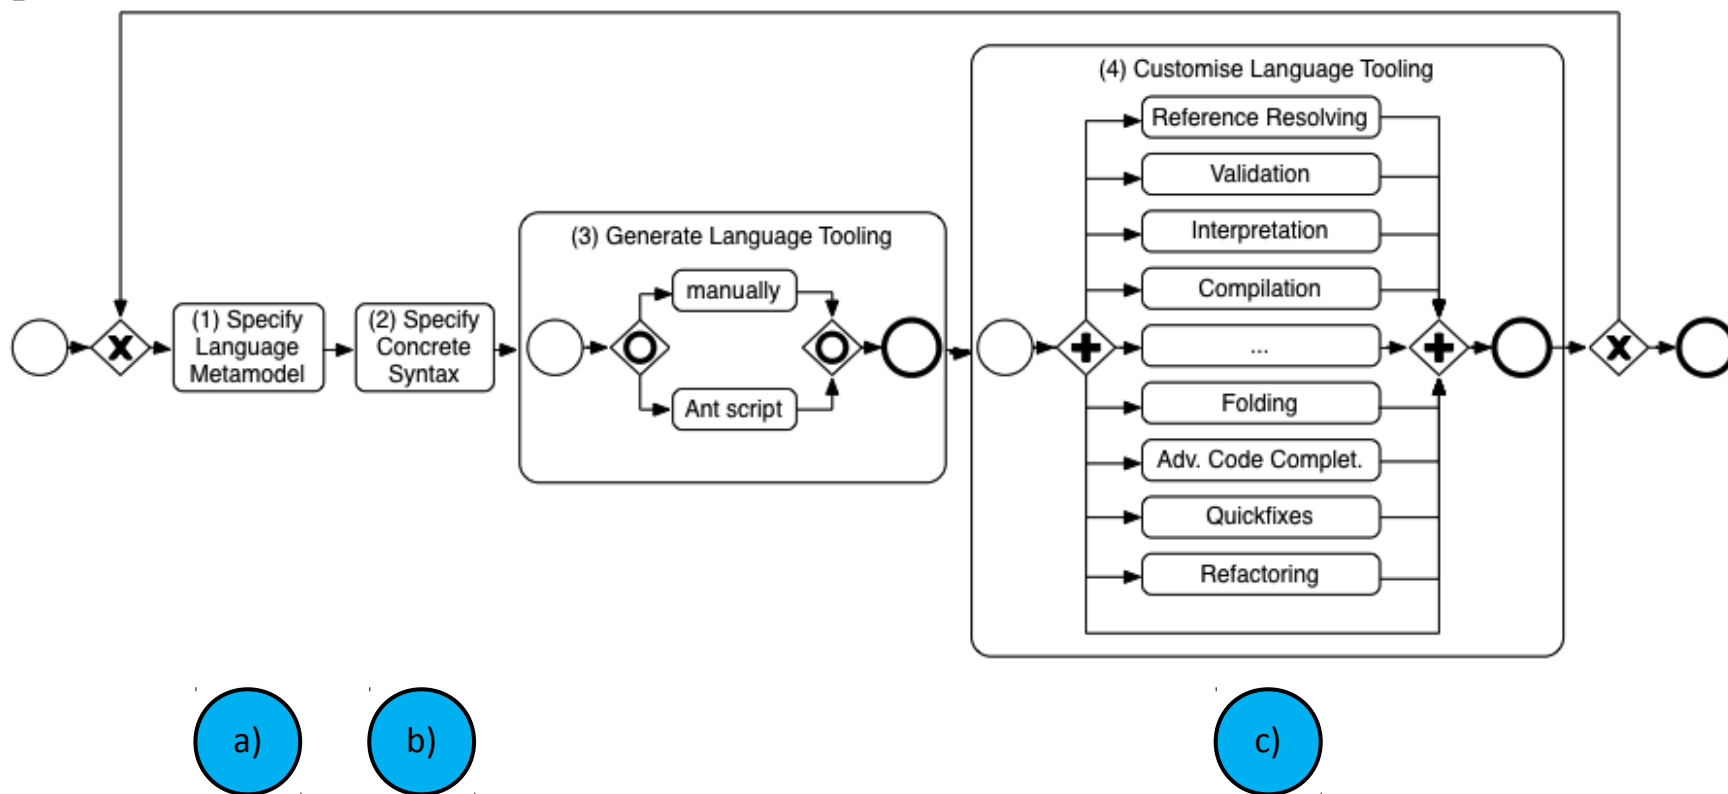 (4) Customise Language Tooling
Reference Resolving
Validation
Interpretation
Compilation
...
Folding
Adv. Code Complet.
Quickfixes
Refactoring
(3) Generate Language Tooling
manually
Ant script
(1) Specify
Language
Metamodel
(2) Specify
Concrete
Syntax
a)
b)
c)